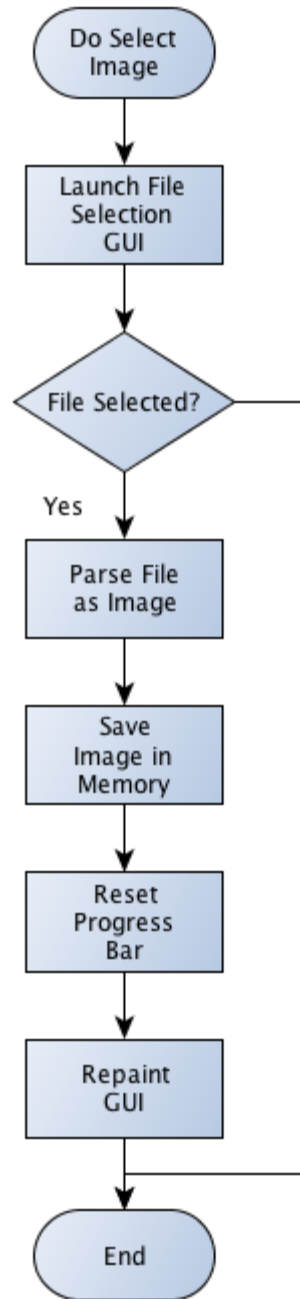 Do Select
Image
Launch File
Selection
GUI
File Selected?
Yes
Parse File
as Image
Save
Image in
Memory
Reset
Progress
Bar
Repaint
GUI
End